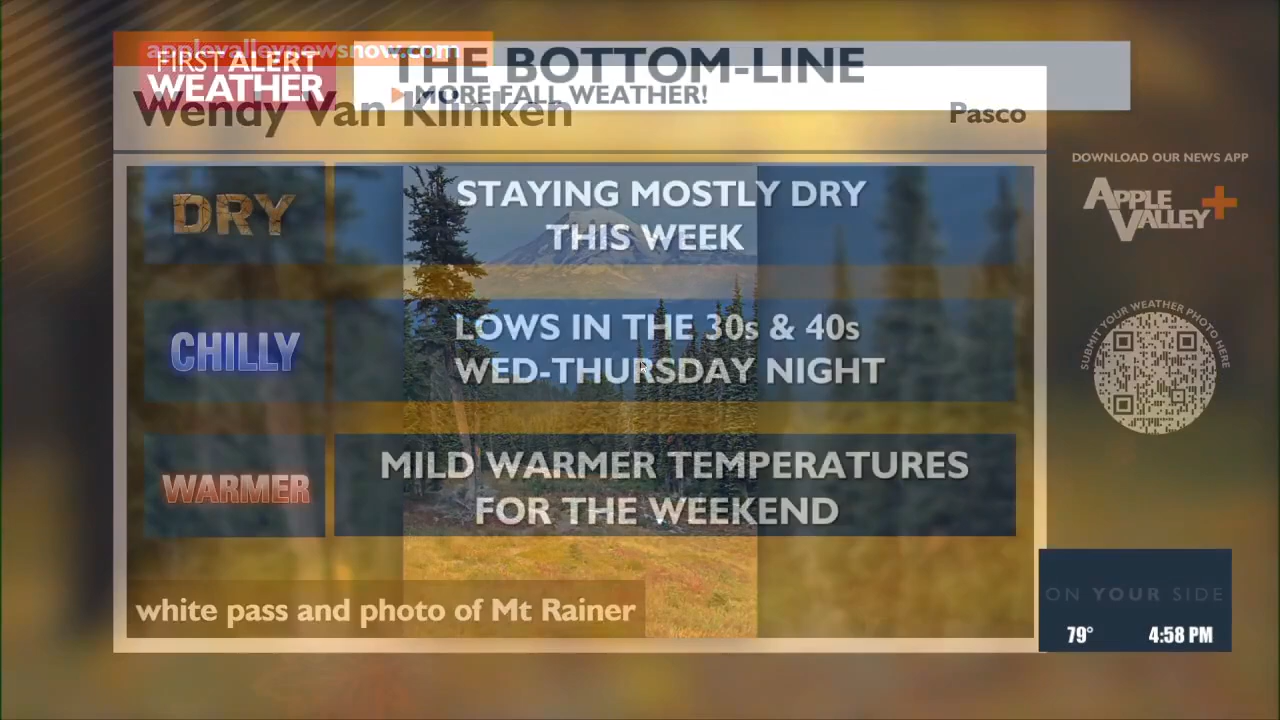 applevalleynewsnow.com
FIRST ALERT
WEATHER
THE BOTTOM-LINE
MORE FALL WEATHER!
Wendy Van Klinken
Pasco
DOWNLOAD OUR NEWS APP
APPLE
VALLEY+
DRY
STAYING MOSTLY DRY
THIS WEEK
CHILLY
LOWS IN THE 30s & 40s
WED-THURSDAY NIGHT
SUBMIT YOUR WEATHER PHOTO HERE
WARMER
MILD WARMER TEMPERATURES
FOR THE WEEKEND
white pass and photo of Mt Rainer
ON YOUR SIDE
79° 4:58 PM